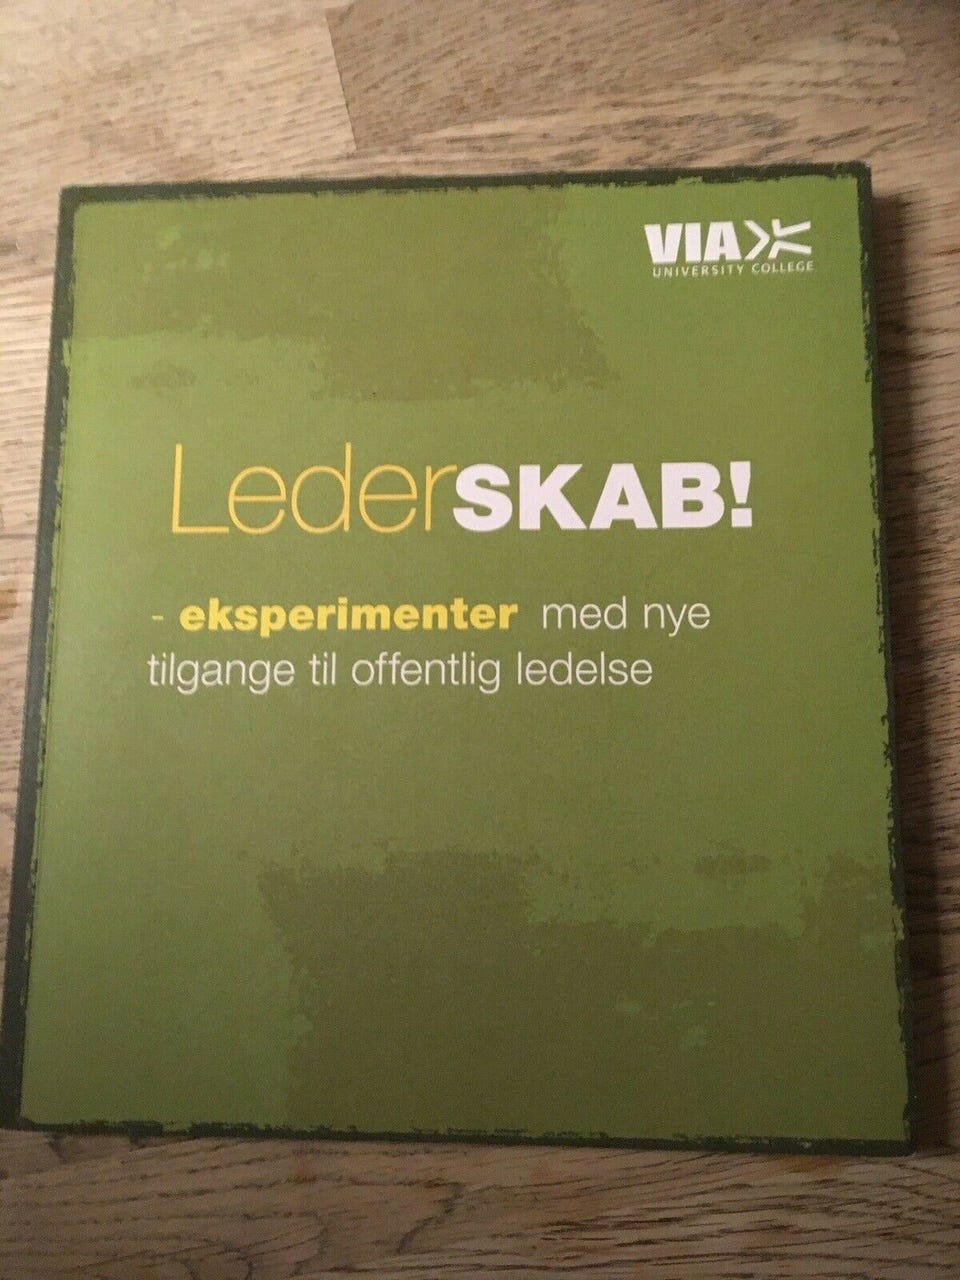 VIA
UNIVERSITY COLLEGE
LederSKAB!
- eksperimenter med nye
tilgange til offentlig ledelse